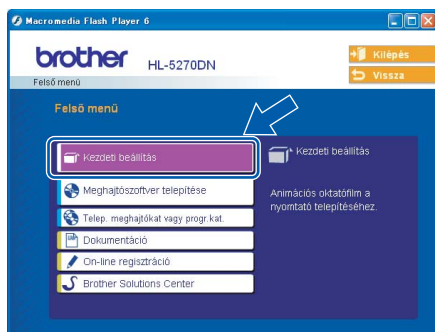 Macromedia Flash Player 6
brother HL-5270DN
Kilépés
Vissza
Felső menü
Felső menü
Kezdeti beállítás
Meghajtószoftver telepítése
Telep. meghajtókat vagy progr.kat.
Dokumentáció
On-line regisztráció
Brother Solutions Center
Kezdeti beállítás
Animációs oktatófilm a
nyomtató telepítéséhez.